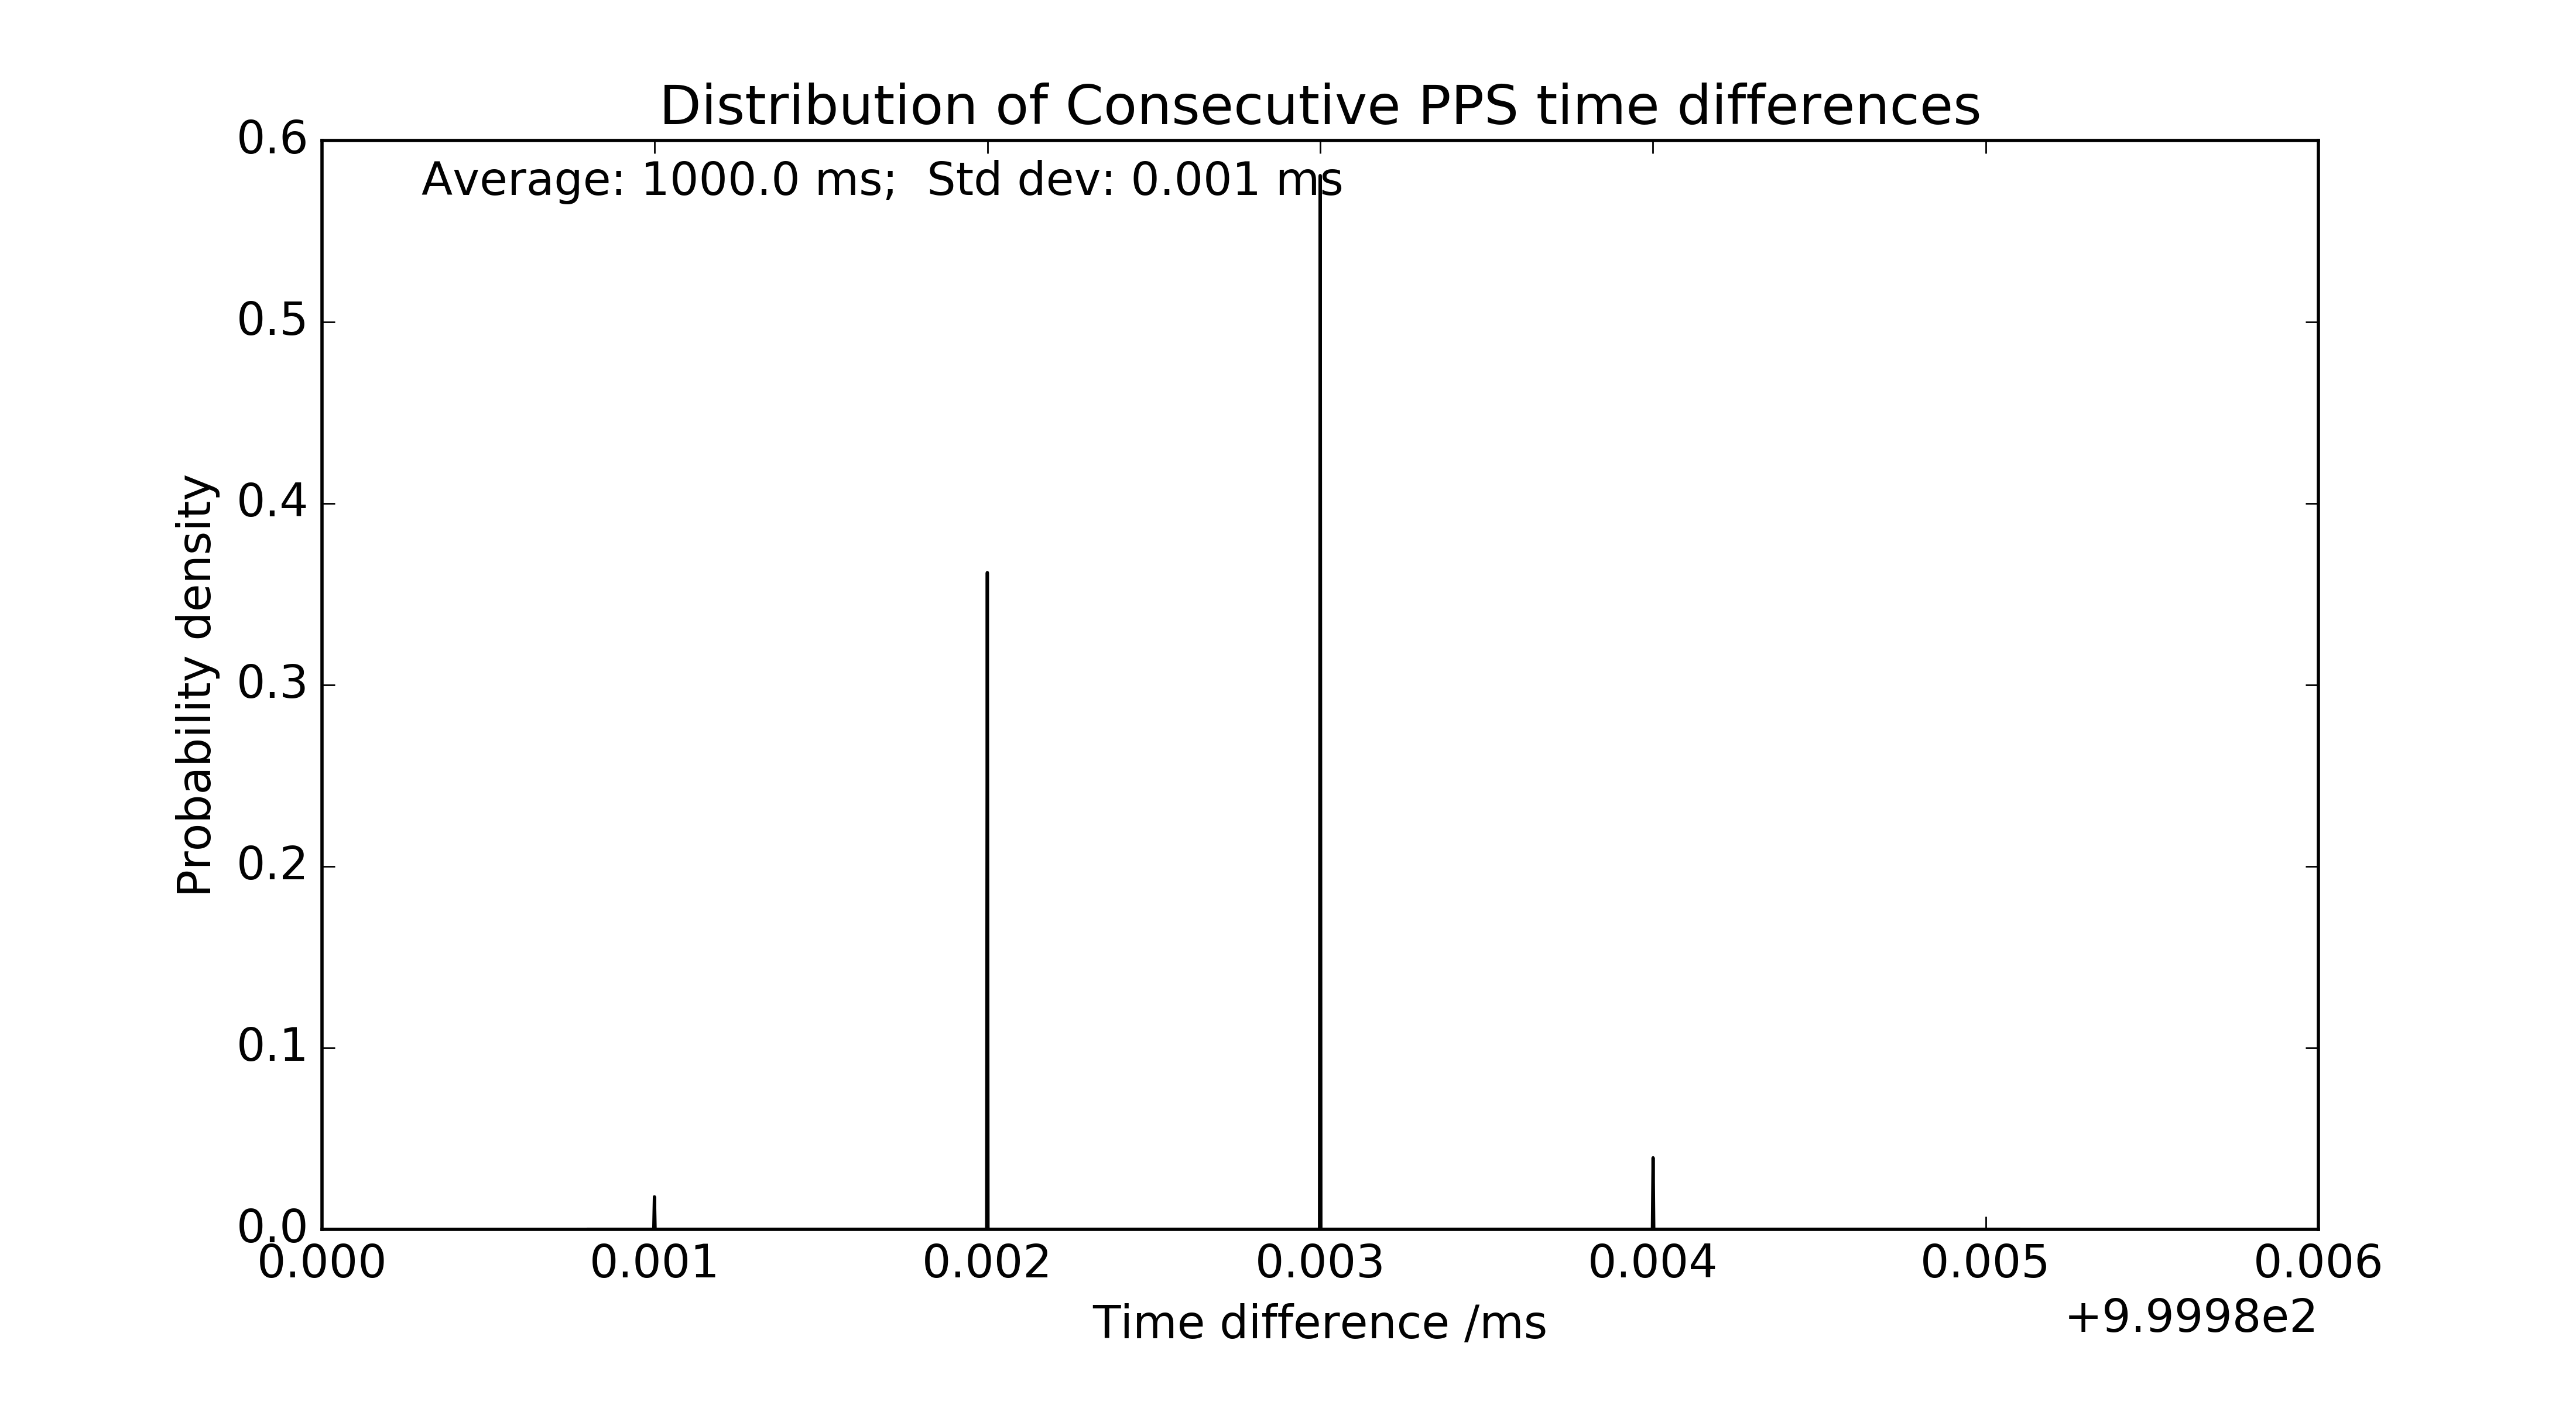 Distribution of Consecutive PPS time differences
Average: 1000.0 ms;  Std dev: 0.001 ms
0.6
0.5
0.4
0.3
0.2
0.1
0.0
Probability density
0.000 0.001 0.002 0.003 0.004 0.005 0.006
+9.9998e2
Time difference /ms